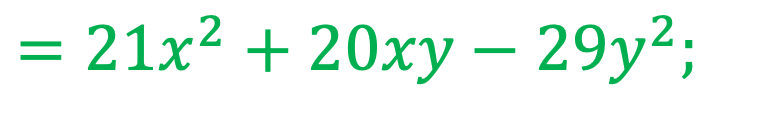 = 21x² + 20xy − 29y²;